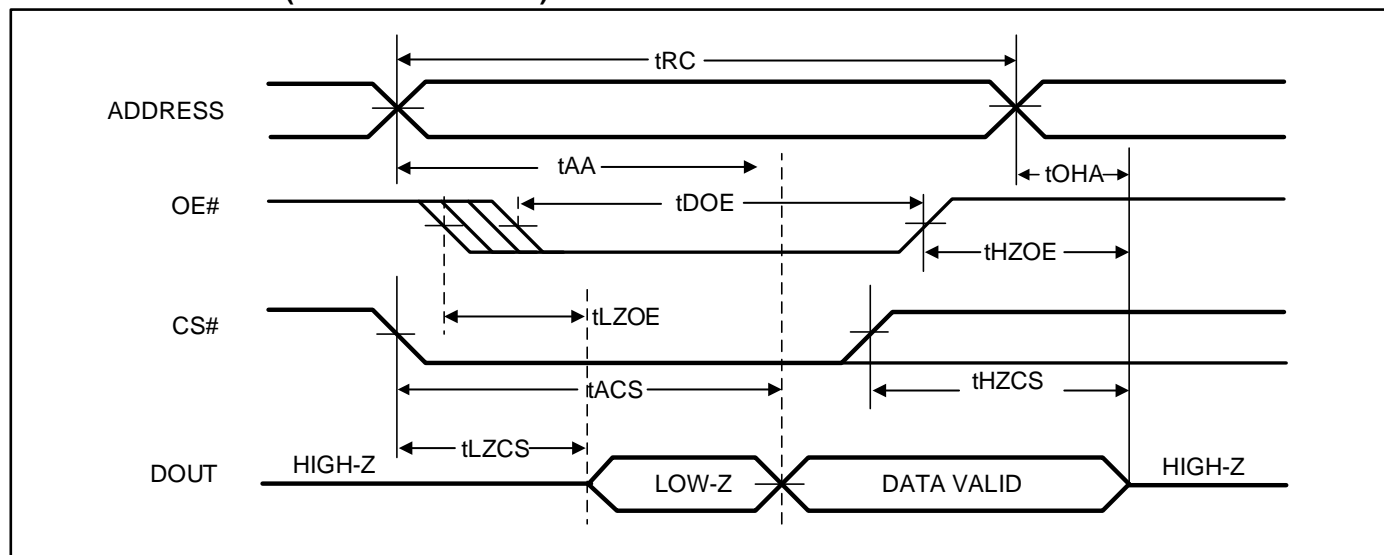 tRC
ADDRESS
tAA
tOHA
OE#
tDOE
tHZOE
CS#
tLZOE
tHZCS
tACS
tLZCS
DOUT
HIGH-Z
LOW-Z
DATA VALID
HIGH-Z